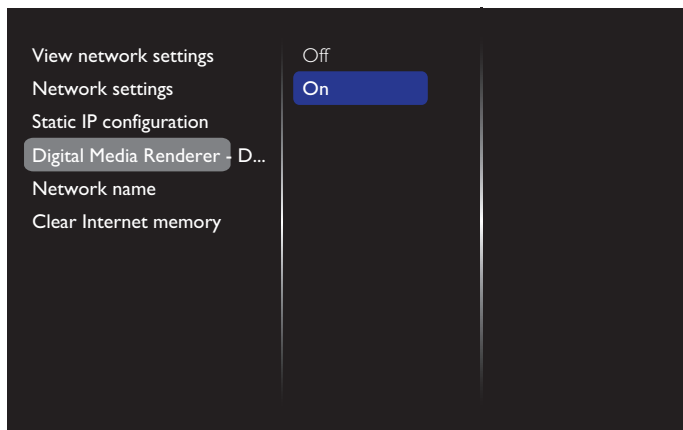 View network settings
Network settings
Static IP configuration
Digital Media Renderer - D...
Network name
Clear Internet memory
Off
On